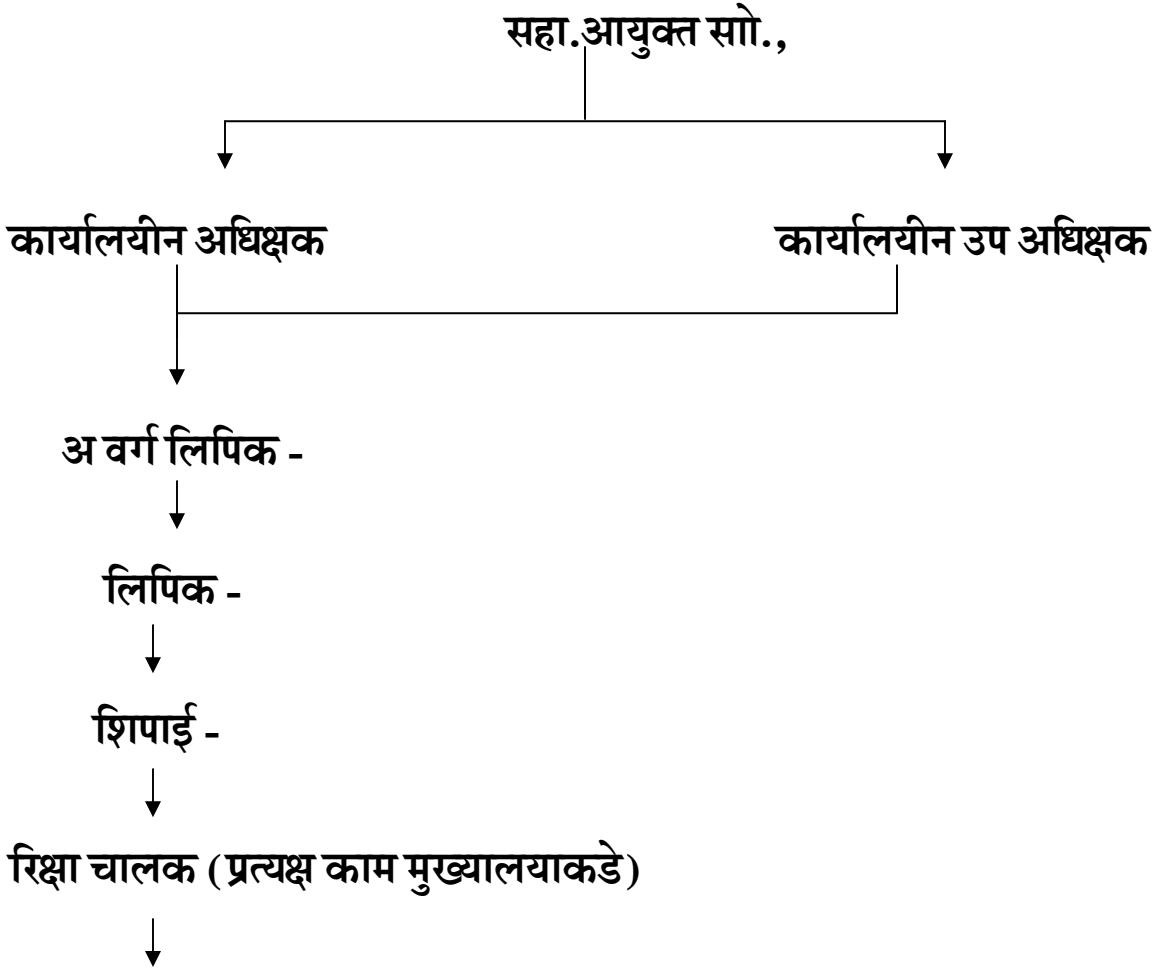 सहा.आयुक्त साो.,
कार्यालयीन अधिक्षक
कार्यालयीन उप अधिक्षक
अ वर्ग लिपिक -
लिपिक -
शिपाई -
रिक्षा चालक (प्रत्यक्ष काम मुख्यालयाकडे)